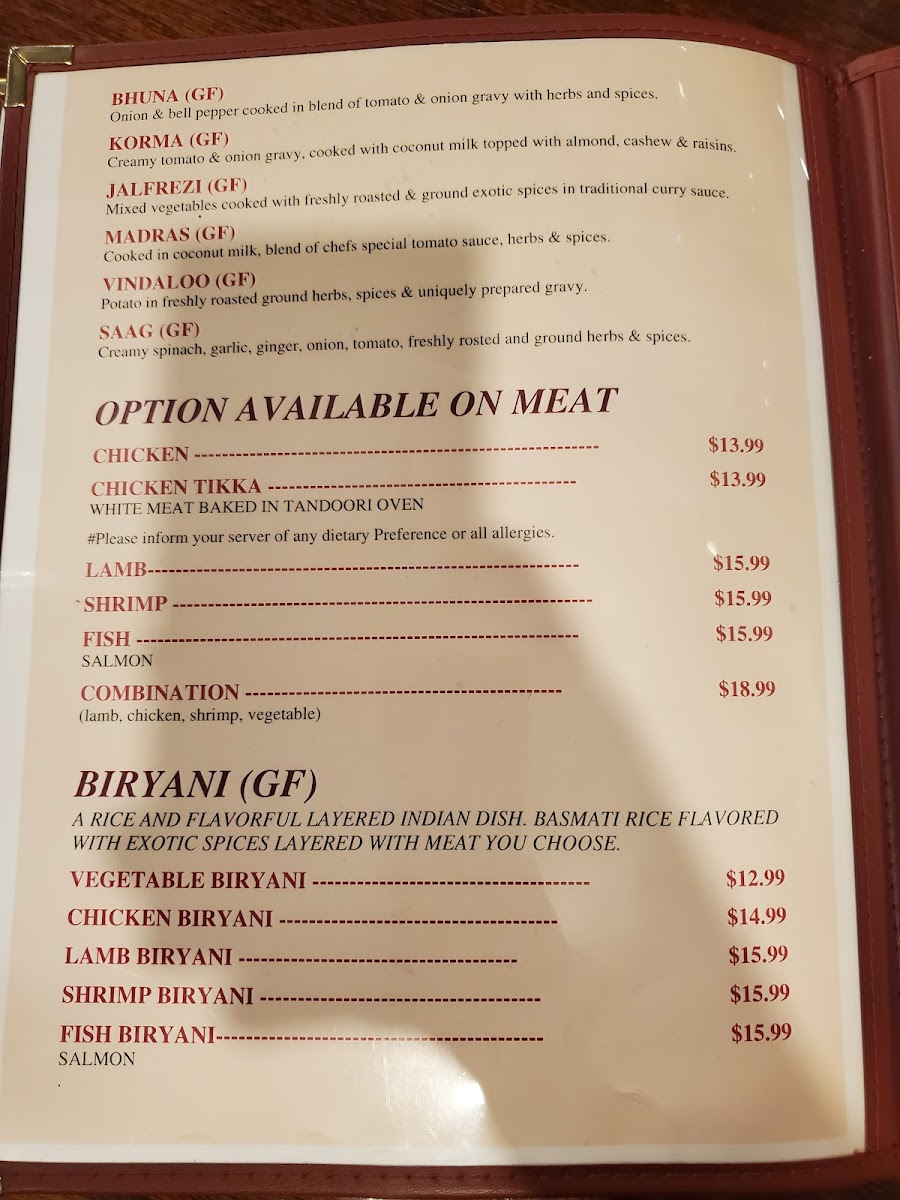 BHUNA (GF)
Onion & bell pepper cooked in blend of tomato & onion gravy with herbs and spices.
KORMA (GF)
Creamy tomato & onion gravy, cooked with coconut milk topped with almond, cashew & raisins.
JALFREZI (GF)
Mixed vegetables cooked with freshly roasted & ground exotic spices in traditional curry sauce.
MADRAS (GF)
Cooked in coconut milk, blend of chefs special tomato sauce, herbs & spices.
VINDALOO (GF)
Potato in freshly roasted ground herbs, spices & uniquely prepared gravy.
SAAG (GF)
Creamy spinach, garlic, ginger, onion, tomato, freshly rosted and ground herbs & spices.
OPTION AVAILABLE ON MEAT
CHICKEN ---------------------------------------------------- $13.99
CHICKEN TIKKA ---------------------------------------- $13.99
WHITE MEAT BAKED IN TANDOORI OVEN
#Please inform your server of any dietary Preference or all allergies.
LAMB------------------------------------------------------- $15.99
SHRIMP ----------------------------------------------------- $15.99
FISH -------------------------------------------------------- $15.99
SALMON
COMBINATION ---------------------------------------- $18.99
(lamb, chicken, shrimp, vegetable)
BIRYANI (GF)
A RICE AND FLAVORFUL LAYERED INDIAN DISH. BASMATI RICE FLAVORED
WITH EXOTIC SPICES LAYERED WITH MEAT YOU CHOOSE.
VEGETABLE BIRYANI ----------------------------------- $12.99
CHICKEN BIRYANI ----------------------------------- $14.99
LAMB BIRYANI ----------------------------------- $15.99
SHRIMP BIRYANI ----------------------------------- $15.99
FISH BIRYANI----------------------------------------- $15.99
SALMON
.